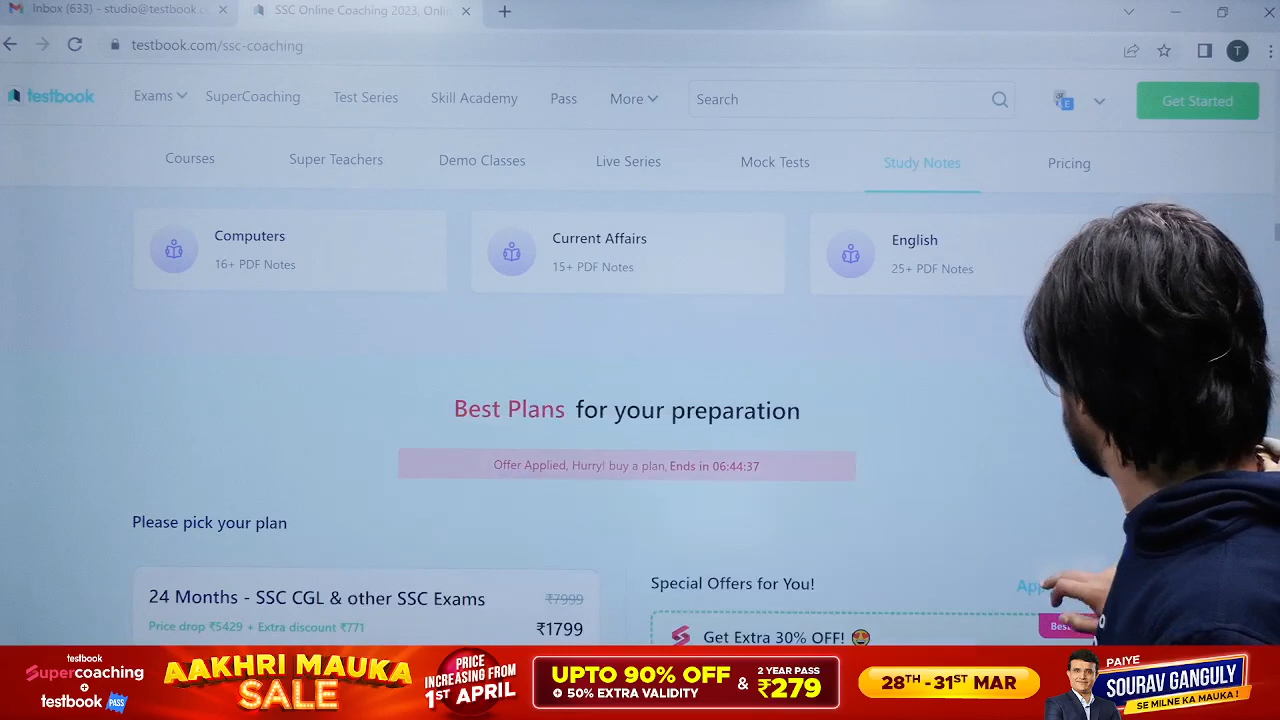 Inbox (633) - studio@testbook.c
SSC Online Coaching 2023, Onlin
testbook.com/ssc-coaching
T
testbook
Exams
SuperCoaching
Test Series
Skill Academy
Pass
More
Search
E
Get Started
Courses
Super Teachers
Demo Classes
Live Series
Mock Tests
Study Notes
Pricing
Computers
16+ PDF Notes
Current Affairs
15+ PDF Notes
English
25+ PDF Notes
Best Plans for your preparation
Offer Applied, Hurry! buy a plan, Ends in 06:44:37
Please pick your plan
24 Months - SSC CGL & other SSC Exams
₹7999
Price drop ₹5429 + Extra discount ₹771
₹1799
Special Offers for You!
App
Get Extra 30% OFF!
Bes
testbook
Supercoaching
+
testbook PASS
AAKHRI MAUKA
SALE
PRICE
INCREASING FROM
1ST APRIL
UPTO 90% OFF
+ 50% EXTRA VALIDITY
&
2 YEAR PASS
₹279
28TH - 31ST MAR
PAIYE
SOURAV GANGULY
SE MILNE KA MAUKA !